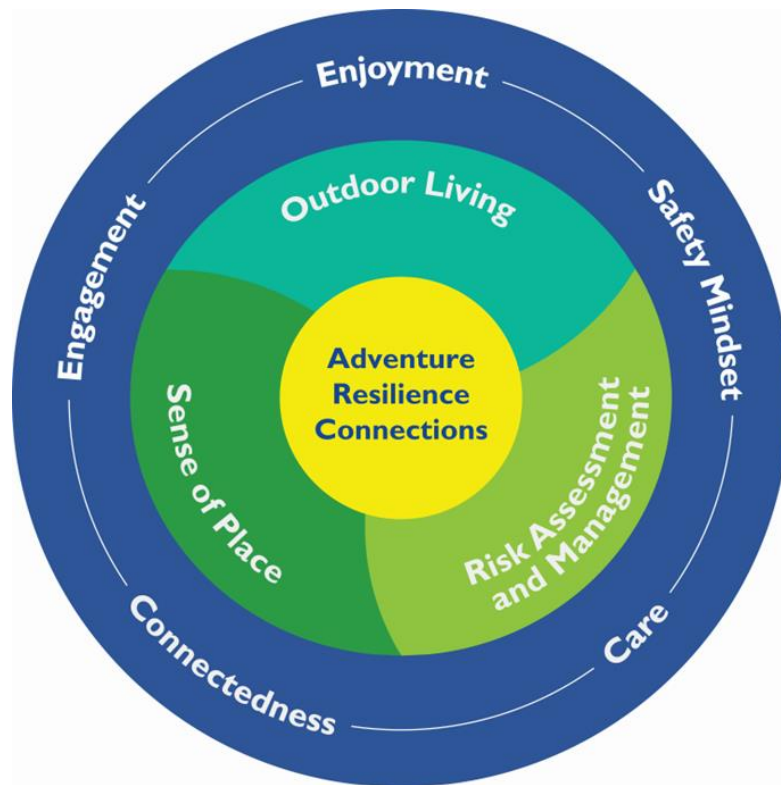 Enjoyment
Safety Mindset
Care
Connectedness
Engagement
Outdoor Living
Risk Assessment
and Management
Sense of Place
Adventure
Resilience
Connections